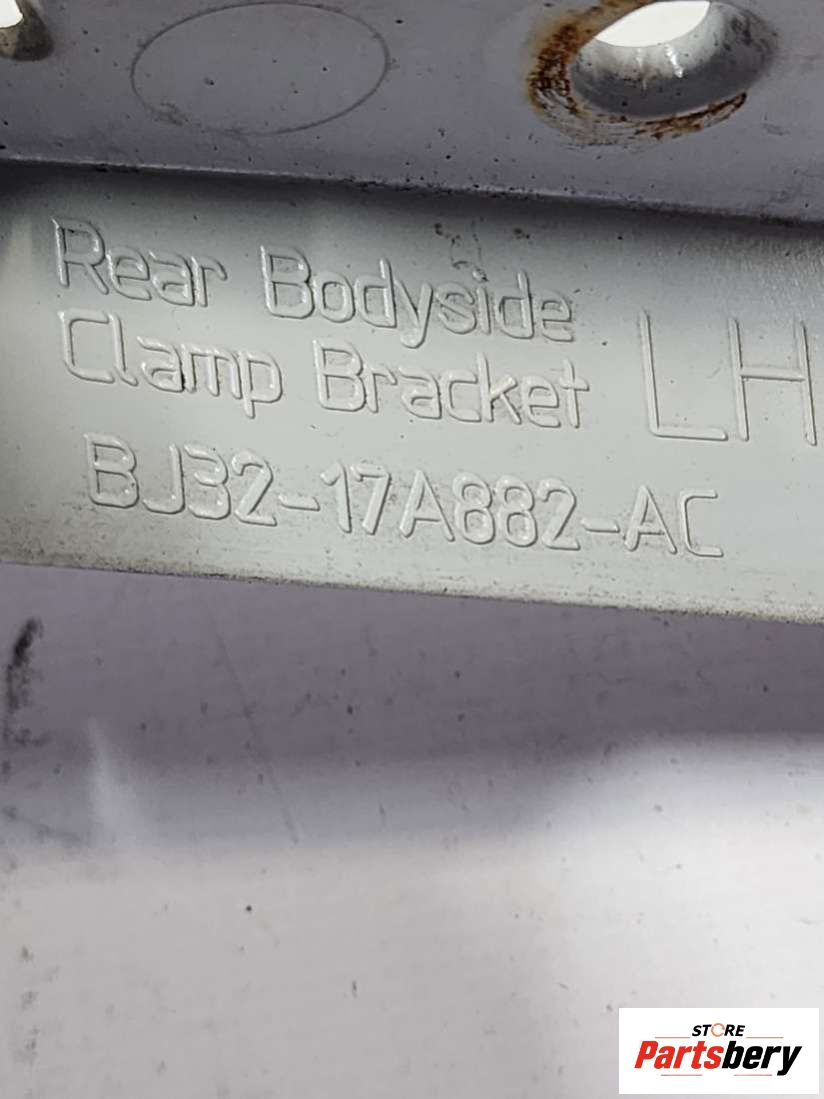 Rear Bodyside
Clamp Bracket LH
BJ32-17A882-AC
STORE
Partsbery